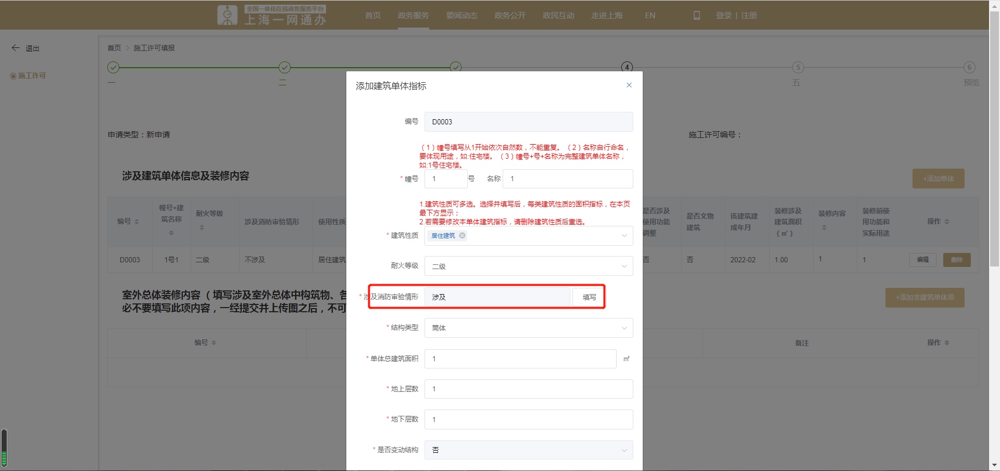 全国一体化在线政务服务平台
上海一网通办
首页
政务服务
要闻动态
政务公开
政民互动
走进上海
EN
登录 | 注册
退出
施工许可
首页 > 施工许可填报
一
二
4
5
五
6
预览
申请类型：新申请
施工许可编号：
涉及建筑单体信息及装修内容
+添加单体
编号
幢号+建
筑名称
耐火等级
涉及消防审验情形
使用性质
是否涉及
使用功能
调整
是否文物
建筑
该建筑建
成年月
装修涉及
建筑面积
（㎡）
装修内容
装修前使
用功能和
实际用途
操作
D0003
1号1
二级
不涉及
居住建筑
否
否
2022-02
1.00
1
1
编辑
删除
室外总体装修内容（ 填写涉及室外总体中构筑物、各
必不要填写此项内容，一经提交并上传图之后，不可
+添加非建筑单体项
编号
备注
操作
添加建筑单体指标
×
编号
D0003
（1）幢号填写从1开始依次自然数，不能重复。（2）名称自行命名，
要体现用途，如:住宅楼。（3）幢号+号+名称为完整建筑单体名称，
如:1号住宅楼。
* 幢号
1
号
名称
1
1.建筑性质可多选。选择并填写后，每类建筑性质的面积指标，在本页
最下方显示；
2.若需要修改本单体建筑指标，请删除建筑性质后重选。
* 建筑性质
居住建筑
耐火等级
二级
* 涉及消防审验情形
涉及
填写
* 结构类型
筒体
* 单体总建筑面积
1
㎡
* 地上层数
1
* 地下层数
1
* 是否变动结构
否